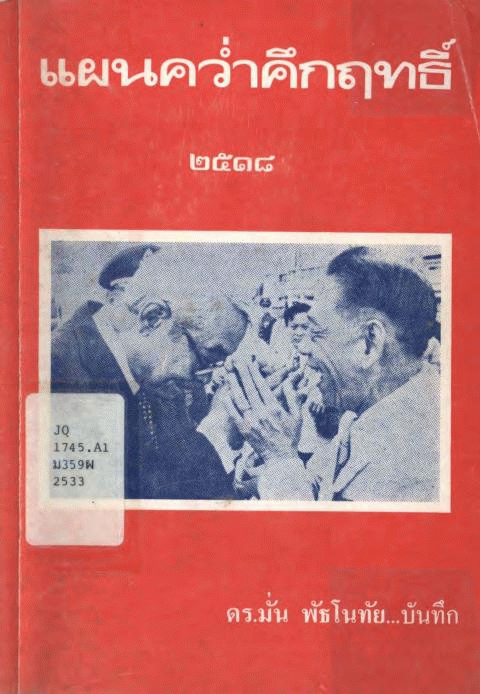 แผนคว่ำคึกฤทธิ์
๒๕๑๘
JQ
1745.A1
ม359ผ
2533
ดร.มั่น พัธโนทัย...บันทึก